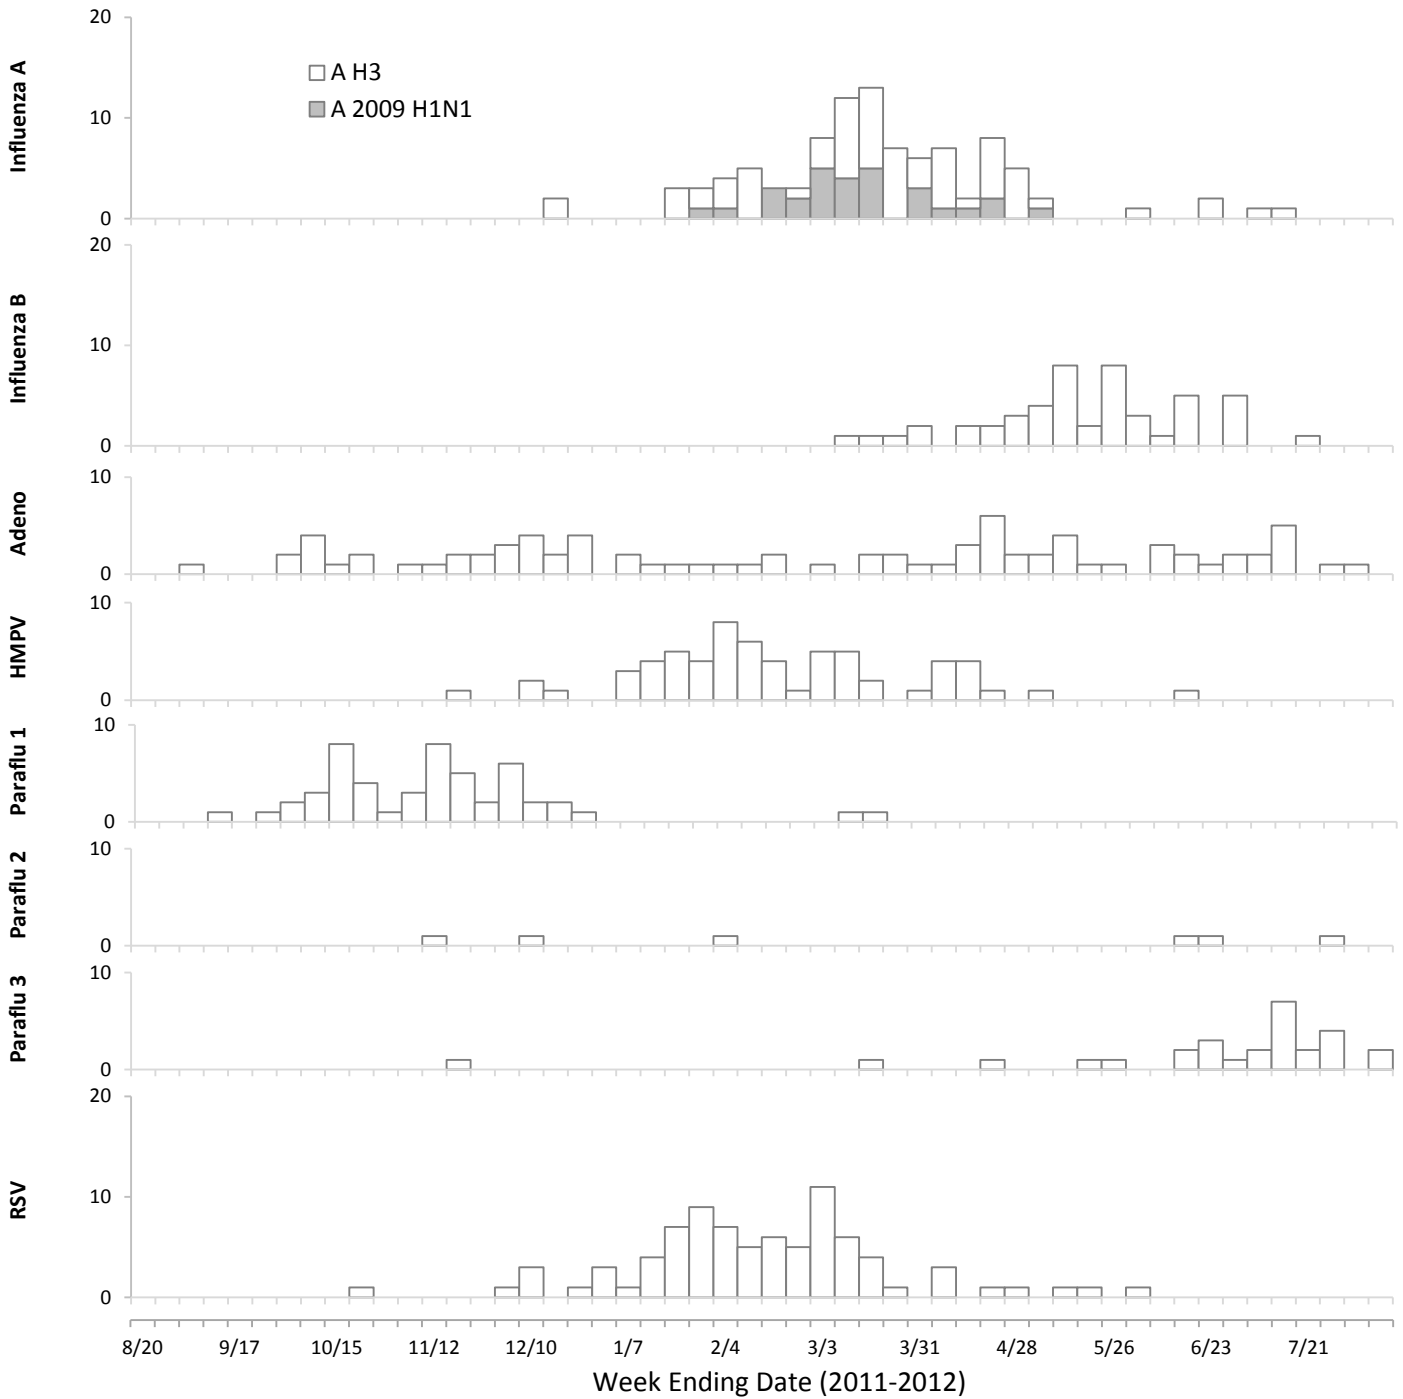 Influenza A
20
10
0
A H3
A 2009 H1N1
Influenza B
20
10
0
Adeno
10
0
HMPV
10
0
Paraflu 1
10
0
Paraflu 2
10
0
Paraflu 3
10
0
RSV
20
10
0
8/20 9/17 10/15 11/12 12/10 1/7 2/4 3/3 3/31 4/28 5/26 6/23 7/21
Week Ending Date (2011-2012)